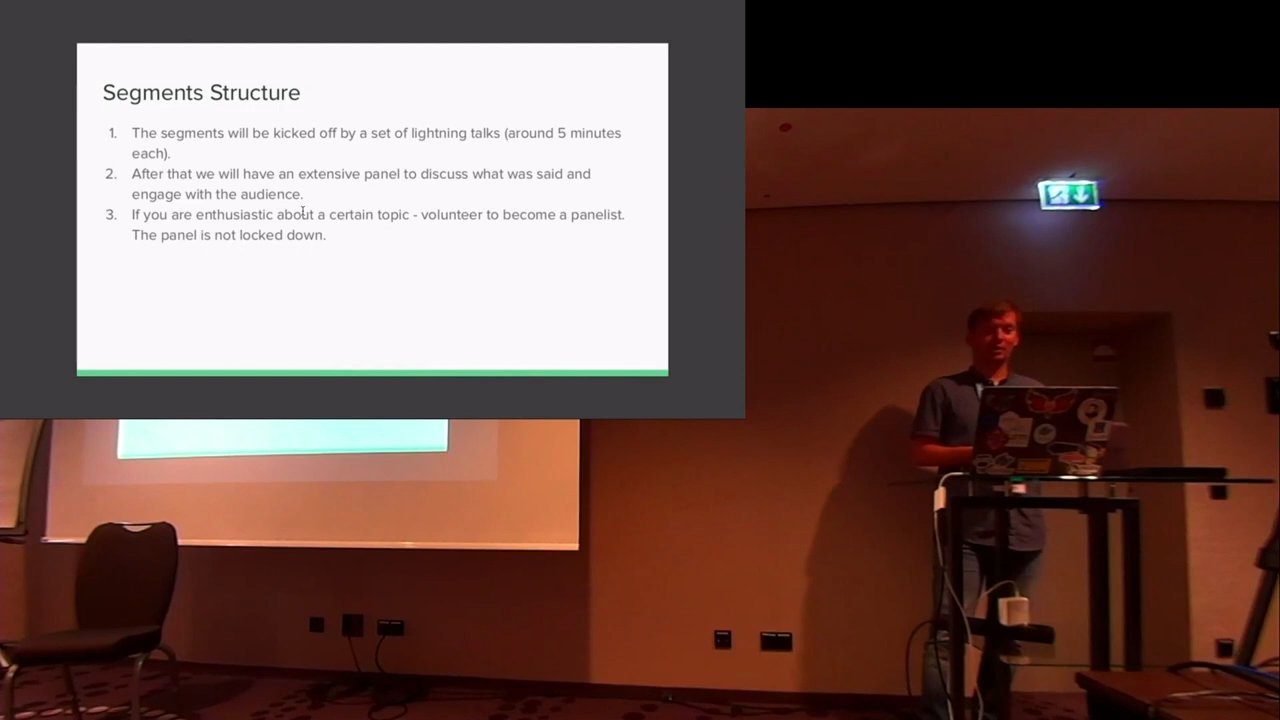 Segments Structure
1. The segments will be kicked off by a set of lightning talks (around 5 minutes
each).
2. After that we will have an extensive panel to discuss what was said and
engage with the audience.
3. If you are enthusiastic about a certain topic - volunteer to become a panelist.
The panel is not locked down.